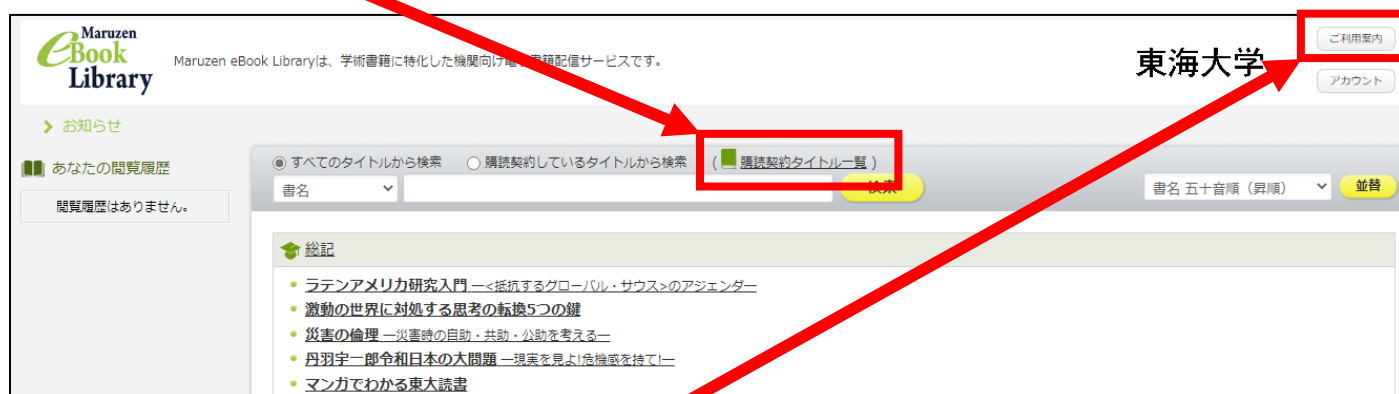 Maruzen
eBook
Library
Maruzen eBook Libraryは、学術書籍に特化した機関向け電子書籍配信サービスです。
東海大学
ご利用案内
アカウント
お知らせ
あなたの閲覧履歴
閲覧履歴はありません。
すべてのタイトルから検索 購読契約しているタイトルから検索 ( 購読契約タイトル一覧 )
書名 検索 書名 五十音順（昇順） 並替
総記
ラテンアメリカ研究入門 ―<抵抗するグローバル・サウス>のアジェンダ―
激動の世界に対処する思考の転換5つの鍵
災害の倫理 ―災害時の自助・共助・公助を考える―
丹羽宇一郎令和日本の大問題 ―現実を見よ!危機感を持て!―
マンガでわかる東大読書